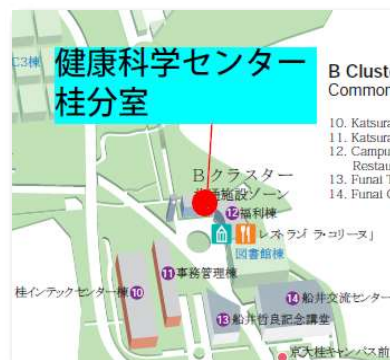 C3棟
健康科学センター
桂分室
B Cluste
Common
10. Katsura
11. Katsura
12. Campu
Restau
13. Funai T
14. Funai C
Bクラスター
通施設ゾーン
12 福利棟
レストラン ラ・コリーヌ」
図書館棟
11 事務管理棟
桂インテックセンター棟 10
14 船井交流センター
13 船井哲良記念講堂
京大桂キャンパス前